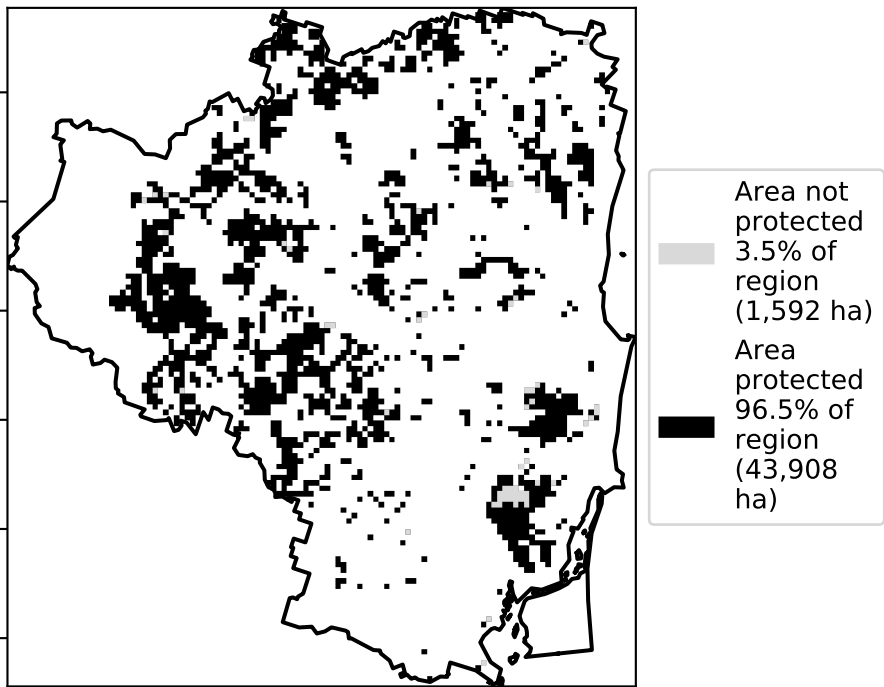 Area not
protected
3.5% of
region
(1,592 ha)
Area
protected
96.5% of
region
(43,908
ha)